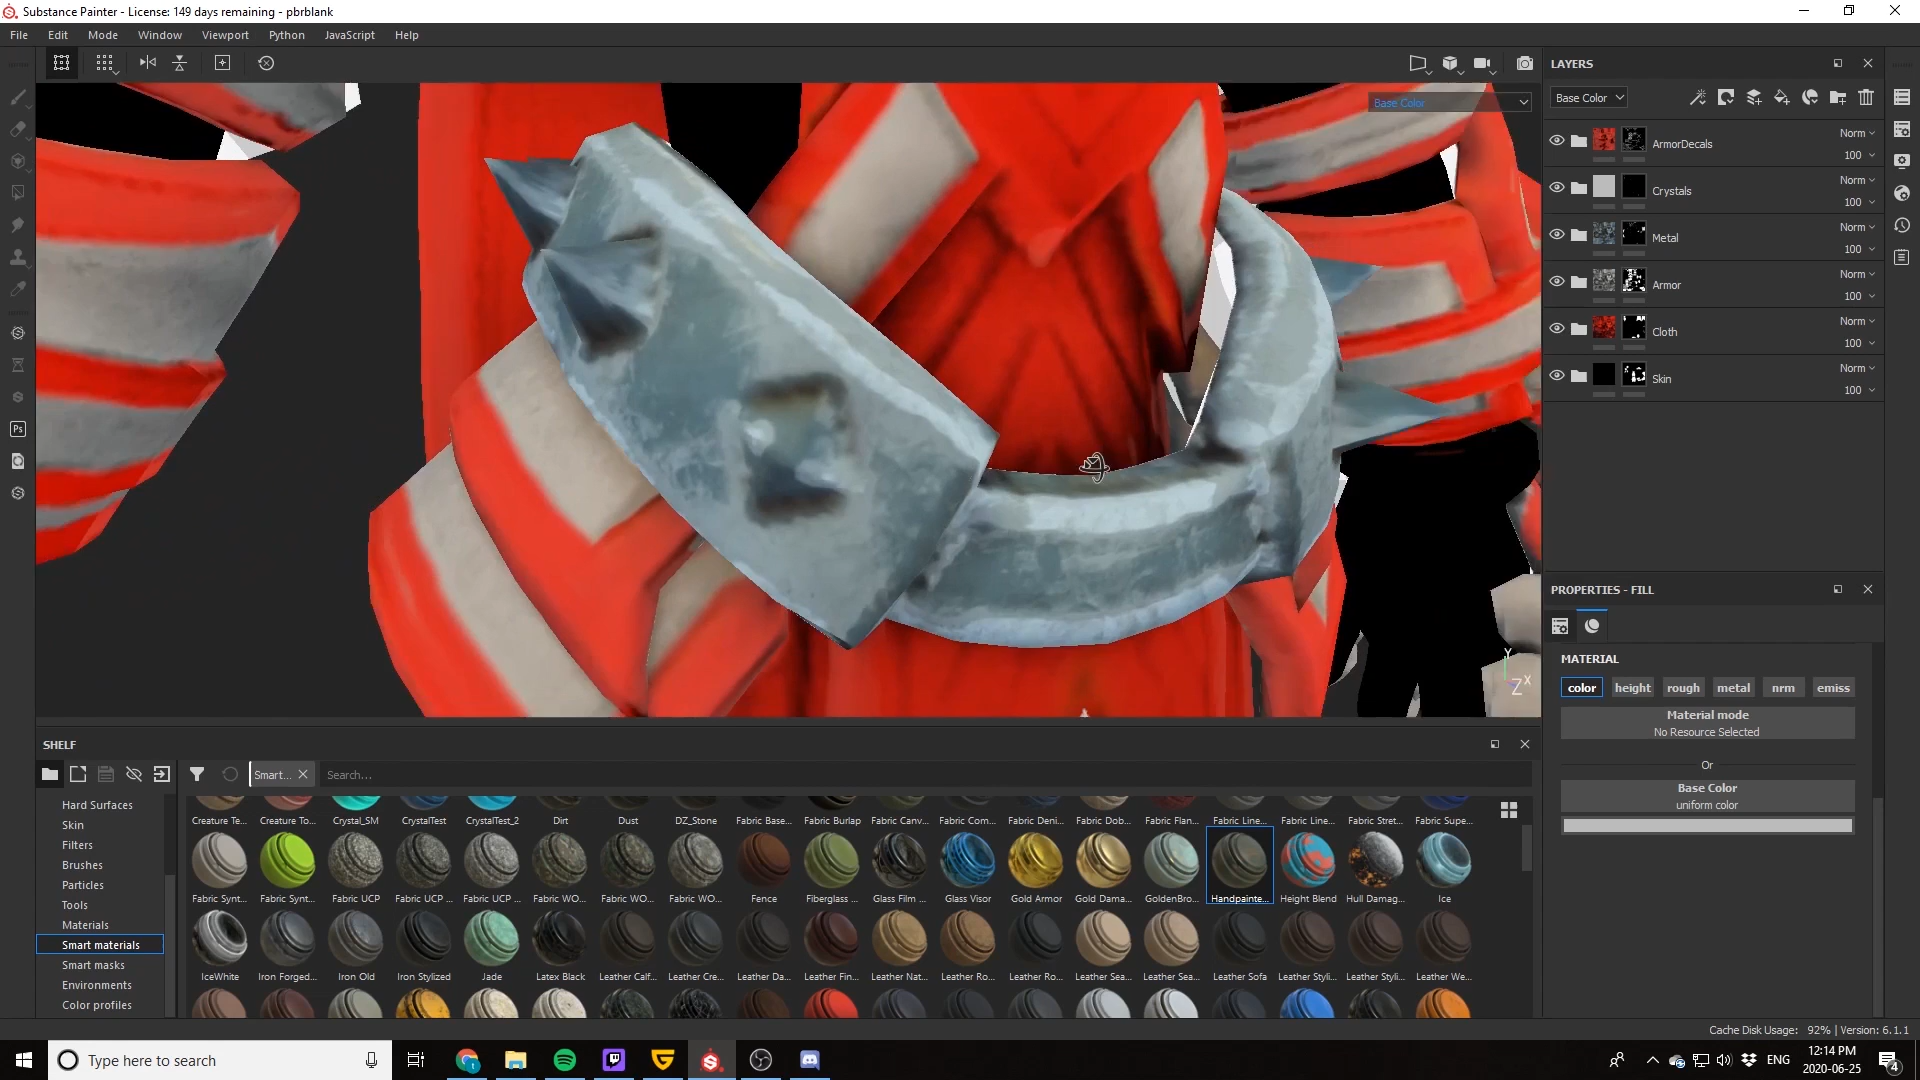 Substance Painter - License: 149 days remaining - pbrblank
File Edit Mode Window Viewport Python JavaScript Help
Base Color
LAYERS
Base Color
ArmorDecals Norm 100
Crystals Norm 100
Metal Norm 100
Armor Norm 100
Cloth Norm 100
Skin Norm 100
Y
Z X
PROPERTIES - FILL
MATERIAL
color height rough metal nrm emiss
Material mode
No Resource Selected
Or
Base Color
uniform color
SHELF
Smart... Search...
Hard Surfaces
Skin
Filters
Brushes
Particles
Tools
Materials
Smart materials
Smart masks
Environments
Color profiles
Creature Te... Creature To... Crystal_SM CrystalTest CrystalTest_2 Dirt Dust DZ_Stone Fabric Base... Fabric Burlap Fabric Canv... Fabric Com... Fabric Deni... Fabric Dob... Fabric Flan... Fabric Line... Fabric Line... Fabric Stret... Fabric Supe...
Fabric Synt... Fabric Synt... Fabric UCP Fabric UCP ... Fabric UCP ... Fabric WO... Fabric WO... Fabric WO... Fence Fiberglass ... Glass Film ... Glass Visor Gold Armor Gold Dama... GoldenBro... Handpainte... Height Blend Hull Damag... Ice
IceWhite Iron Forged... Iron Old Iron Stylized Jade Latex Black Leather Calf... Leather Cre... Leather Da... Leather Fin... Leather Nat... Leather Ro... Leather Ro... Leather Sea... Leather Sea... Leather Sofa Leather Styli... Leather Styli... Leather We...
Cache Disk Usage: 92% | Version: 6.1.1
Ps
Type here to search
ENG
12:14 PM
2020-06-25
4